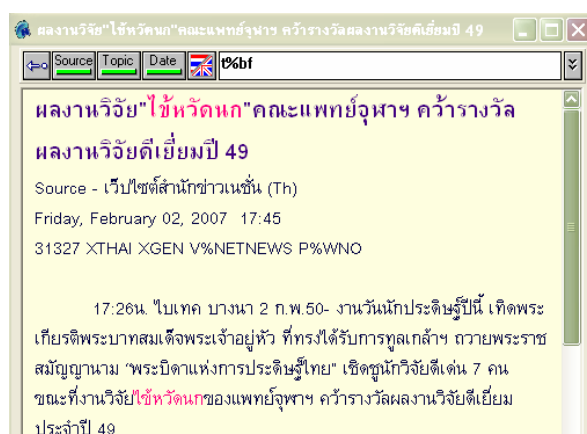 ผลงานวิจัย"ไข้หวัดนก"คณะแพทย์จุฬาฯ คว้ารางวัลผลงานวิจัยดีเยี่ยมปี 49
Source Topic Date t%bf
ผลงานวิจัย"ไข้หวัดนก"คณะแพทย์จุฬาฯ คว้ารางวัล
ผลงานวิจัยดีเยี่ยมปี 49
Source - เว็บไซต์สำนักข่าวเนชั่น (Th)
Friday, February 02, 2007 17:45
31327 XTHAI XGEN V%NETNEWS P%WNO
17:26น. ไบเทค บางนา 2 ก.พ.50- งานวันนักประดิษฐ์ปีนี้ เทิดพระ
เกียรติพระบาทสมเด็จพระเจ้าอยู่หัว ที่ทรงได้รับการทูลเกล้าฯ ถวายพระราช
สมัญญานาม “พระบิดาแห่งการประดิษฐ์ไทย” เชิดชูนักวิจัยดีเด่น 7 คน
ขณะที่งานวิจัยไข้หวัดนกของแพทย์จุฬาฯ คว้ารางวัลผลงานวิจัยดีเยี่ยม
ประจำปี 49